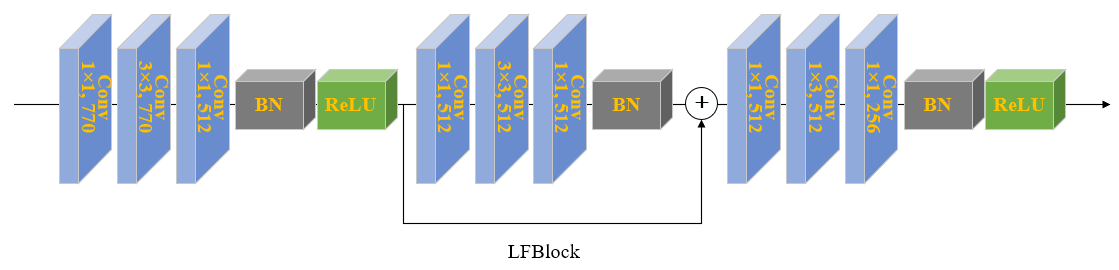 Conv
1×1, 770
Conv
3×3, 770
Conv
1×1, 512
BN
ReLU
Conv
1×1, 512
Conv
3×3, 512
Conv
1×1, 512
BN
+
Conv
1×1, 512
Conv
1×3, 512
Conv
1×1, 256
BN
ReLU
LFBlock